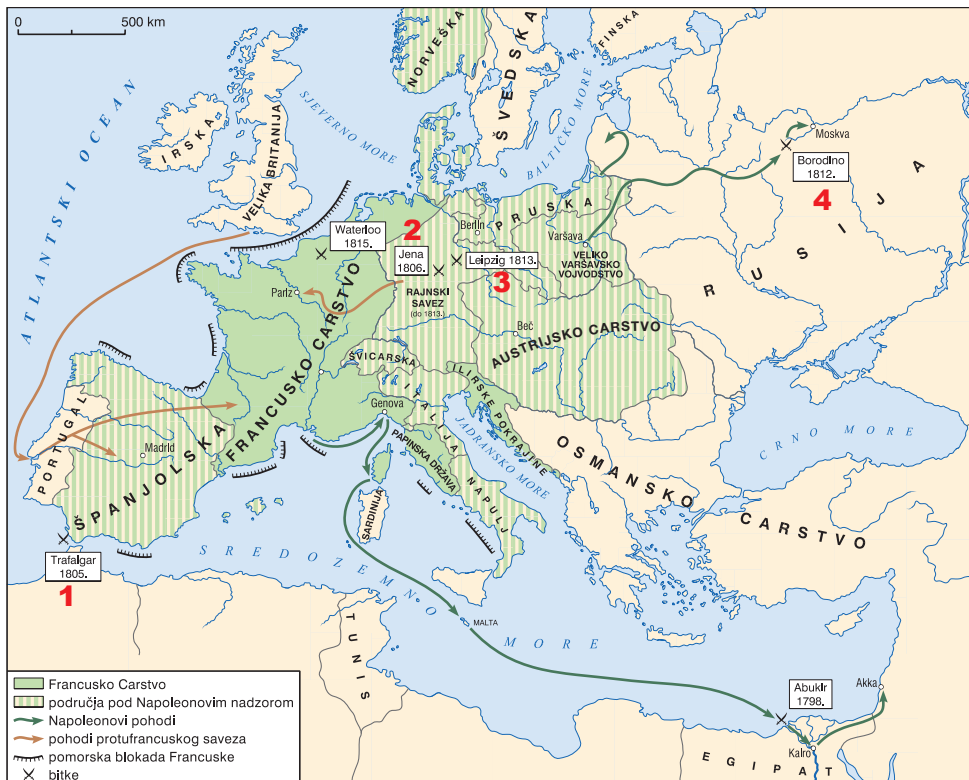 0 500 km
ATLANTSKI OCEAN
IRSKA
VELIKA BRITANIJA
SJEVERNO MORE
NORVEŠKA
ŠVEDSKA
FINSKA
BALTIČKO MORE
Moskva
BorodIno
1812.
4
RUSIJA
Waterloo
1815.
2
Jena
1806.
Berlin
PRUSKA
Varšava
VELIKO
VARŠAVSKO
VOJVODSTVO
LeIpzig 1813.
3
RAJNSKI
SAVEZ
(do 1813.)
Pariz
FRANCUSKO CARSTVO
Beč
AUSTRIJSKO CARSTVO
ŠVICARSKA
ITALIJA
ILIRSKE POKRAJINE
Genova
PAPINSKA DRŽAVA
JADRANSKO MORE
NAPULJ
SARDINIJA
PORTUGAL
MadrId
ŠPANJOLSKA
OSMANSKO CARSTVO
CRNO MORE
Trafalgar
1805.
1
SREDOZEMNO MORE
MALTA
TUNIS
AbukIr
1798.
Akka
KaIro
EGIPAT
Francusko Carstvo
područja pod Napoleonovim nadzorom
Napoleonovi pohodi
pohodi protufrancuskog saveza
pomorska blokada Francuske
bitke